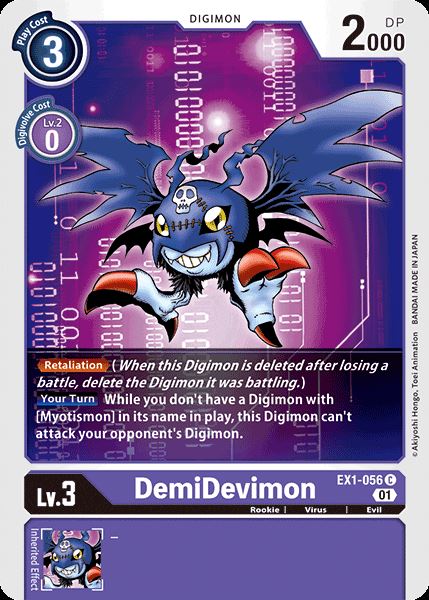 Play Cost
3
DIGIMON
DP
2000
Digivolve Cost
Lv.2
0
Retaliation (When this Digimon is deleted after losing a
battle, delete the Digimon it was battling.)
Your Turn While you don't have a Digimon with
[Myotismon] in its name in play, this Digimon can't
attack your opponent's Digimon.
©Akiyoshi Hongo, Toei Animation BANDAI MADE IN JAPAN
Lv.3
DemiDevimon
EX1-056 C
01
Rookie | Virus | Evil
Inherited Effect
–